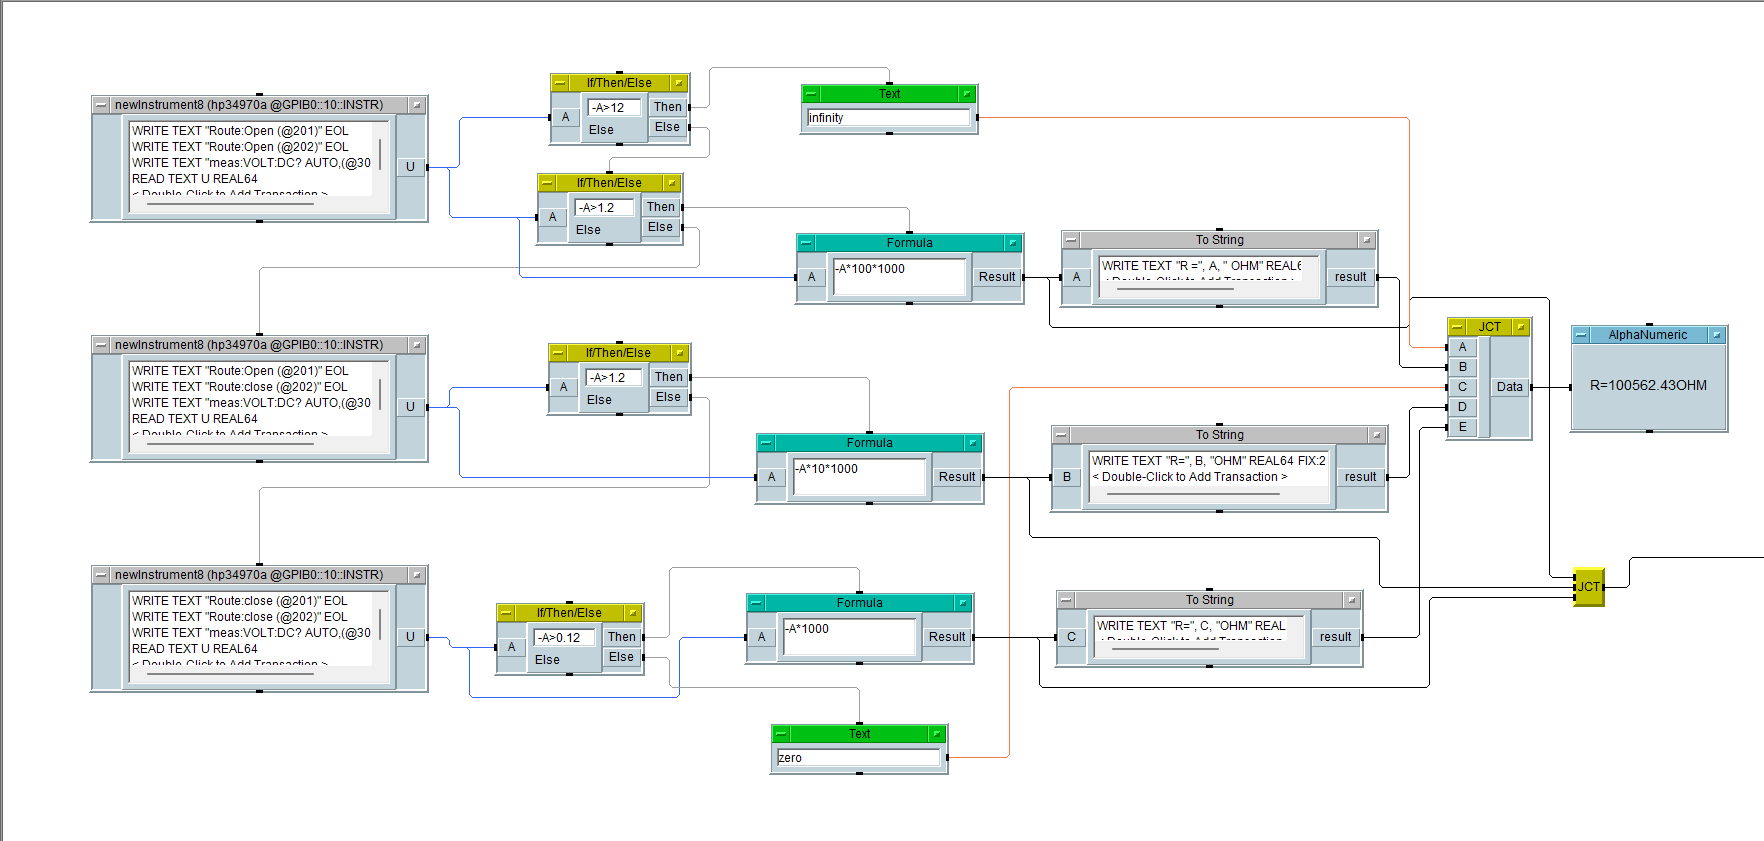 newInstrument8 (hp34970a @GPIB0::10::INSTR)
WRITE TEXT "Route:Open (@201)" EOL
WRITE TEXT "Route:Open (@202)" EOL
WRITE TEXT "meas:VOLT:DC? AUTO,(@30
READ TEXT U REAL64
< Double-Click to Add Transaction >
U
If/Then/Else
A
-A>12
Then
Else
Else
Text
infinity
If/Then/Else
A
-A>1.2
Then
Else
Else
Formula
A
-A*100*1000
Result
To String
A
WRITE TEXT "R =", A, " OHM" REAL6
< Double-Click to Add Transaction >
result
newInstrument8 (hp34970a @GPIB0::10::INSTR)
WRITE TEXT "Route:Open (@201)" EOL
WRITE TEXT "Route:close (@202)" EOL
WRITE TEXT "meas:VOLT:DC? AUTO,(@30
READ TEXT U REAL64
< Double-Click to Add Transaction >
U
If/Then/Else
A
-A>1.2
Then
Else
Else
Formula
A
-A*10*1000
Result
To String
B
WRITE TEXT "R=", B, "OHM" REAL64 FIX:2
< Double-Click to Add Transaction >
result
JCT
A
B
C
D
E
Data
AlphaNumeric
R=100562.43OHM
newInstrument8 (hp34970a @GPIB0::10::INSTR)
WRITE TEXT "Route:close (@201)" EOL
WRITE TEXT "Route:close (@202)" EOL
WRITE TEXT "meas:VOLT:DC? AUTO,(@30
READ TEXT U REAL64
< Double-Click to Add Transaction >
U
If/Then/Else
A
-A>0.12
Then
Else
Else
Formula
A
-A*1000
Result
To String
C
WRITE TEXT "R=", C, "OHM" REAL
< Double-Click to Add Transaction
result
JCT
Text
zero